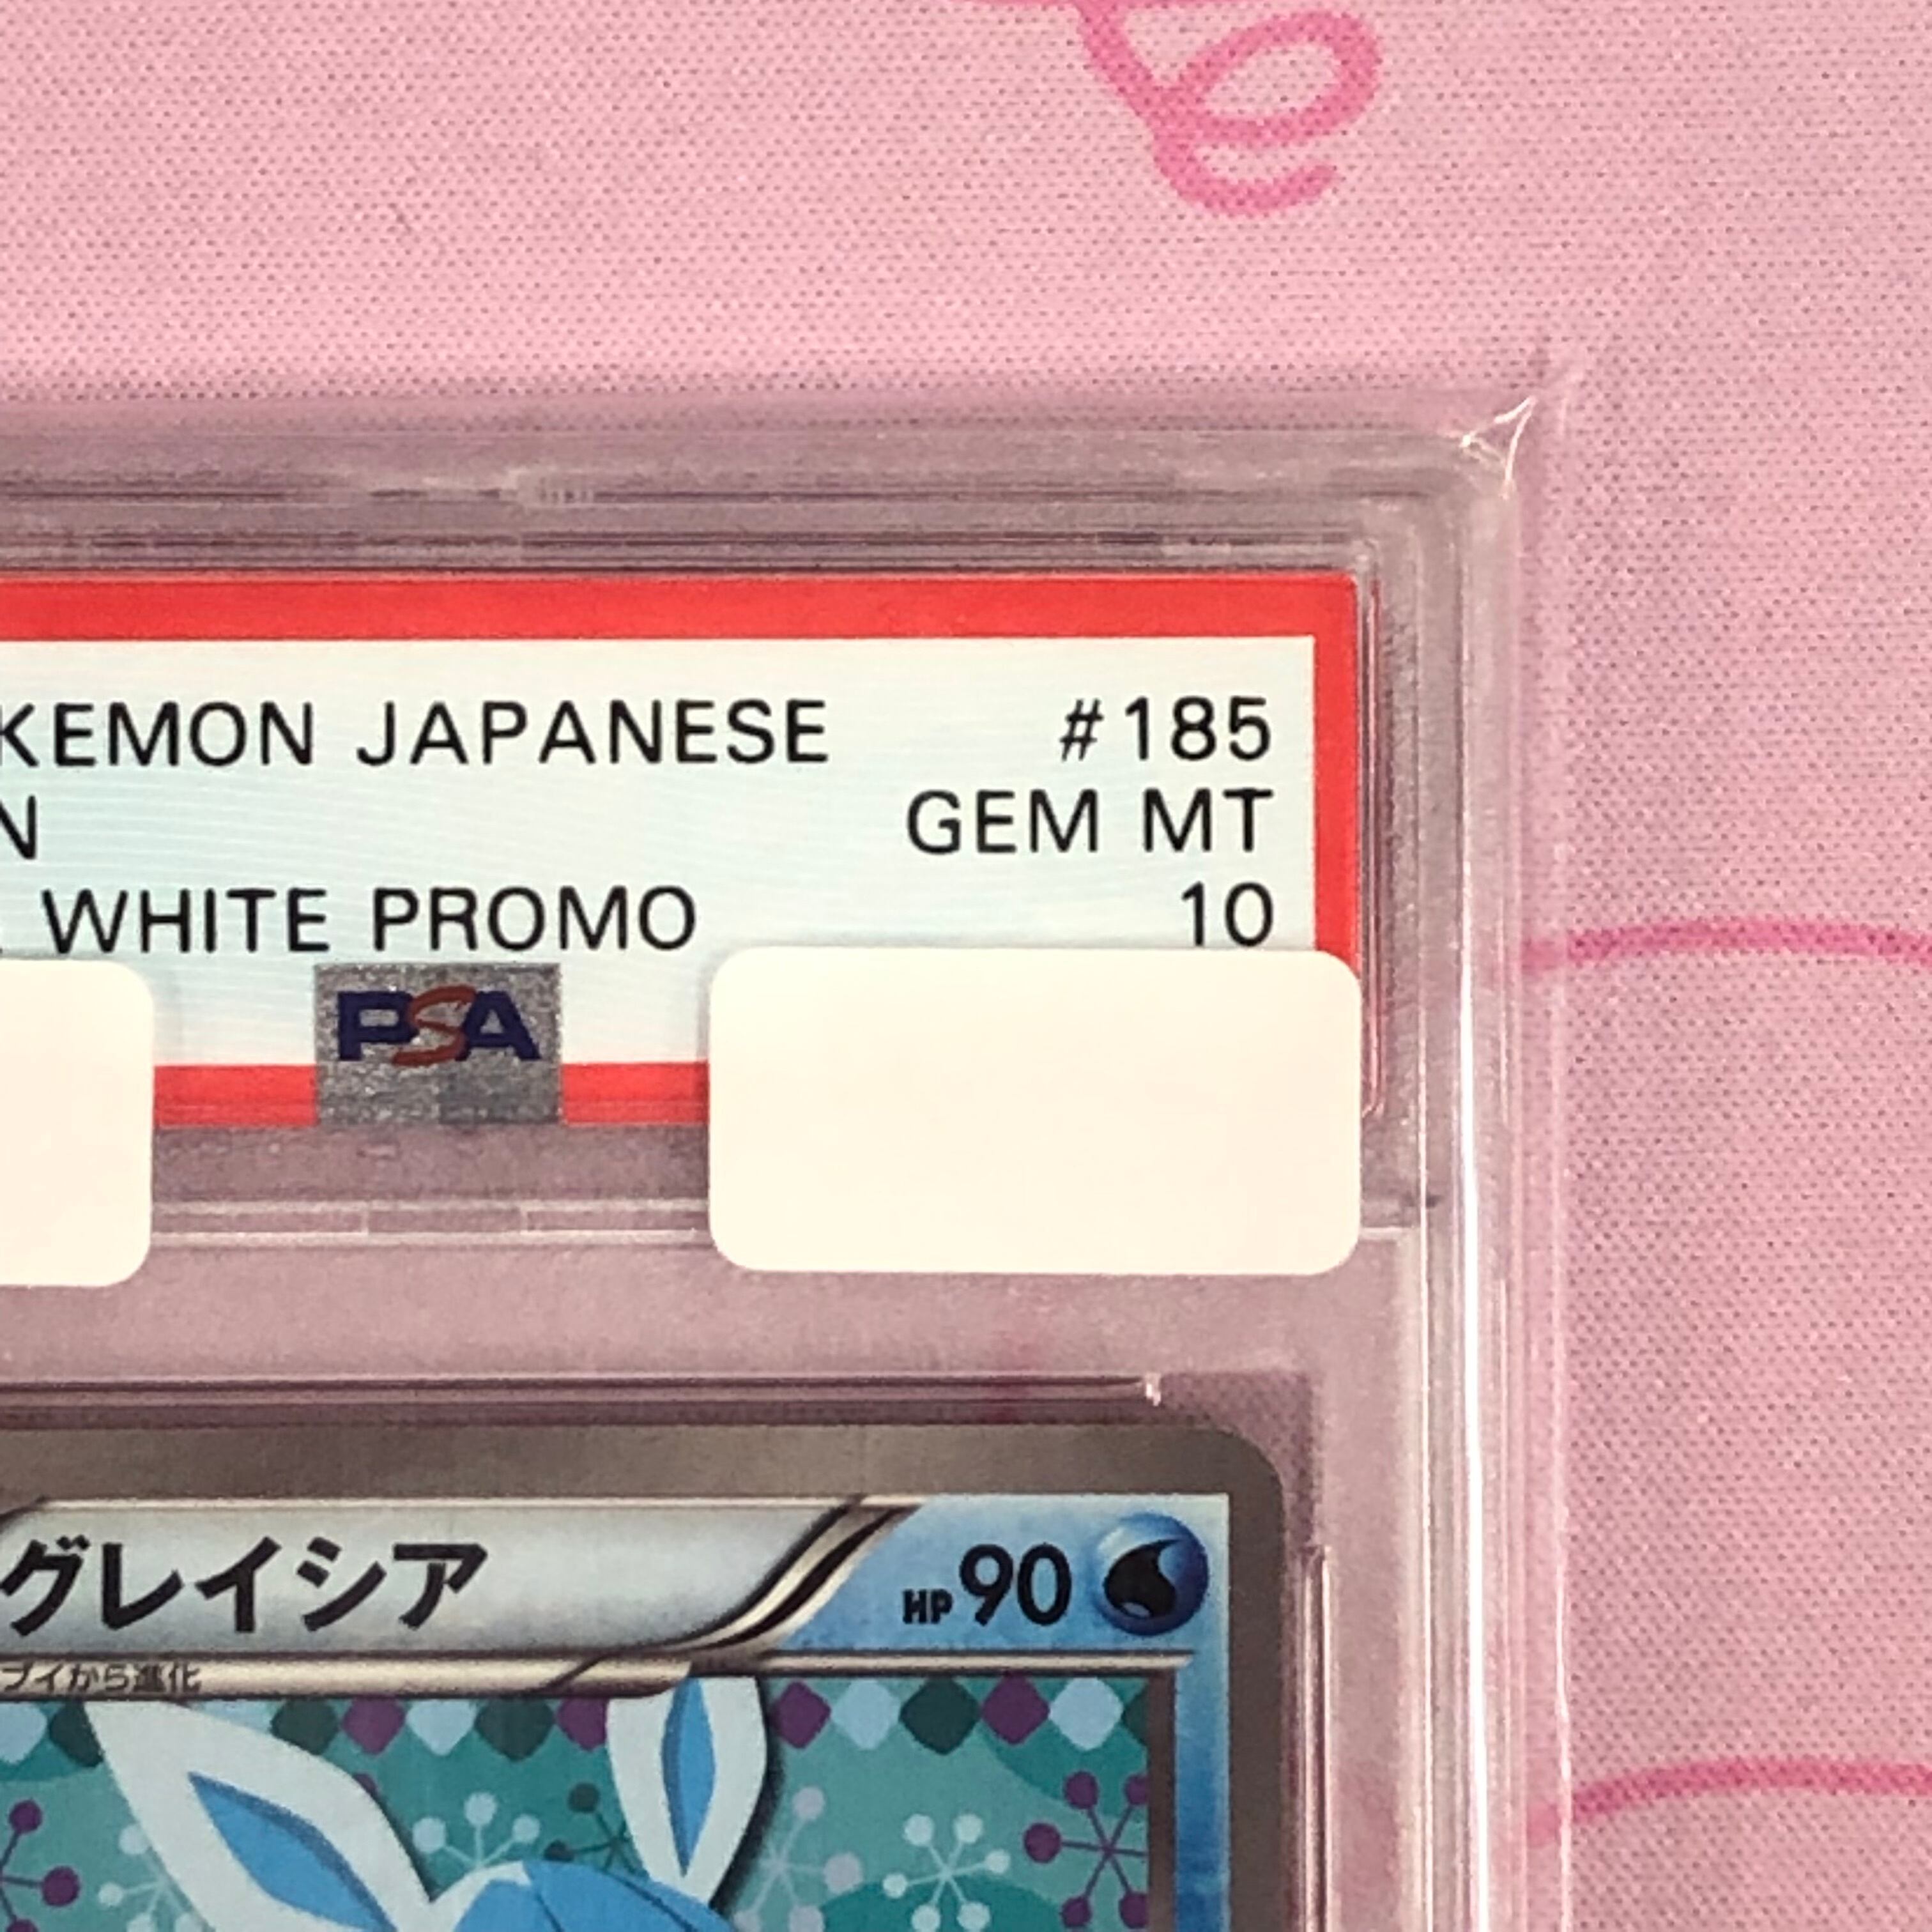 KEMON JAPANESE #185
N GEM MT
WHITE PROMO 10
PSA
グレイシア HP 90
ブイから進化